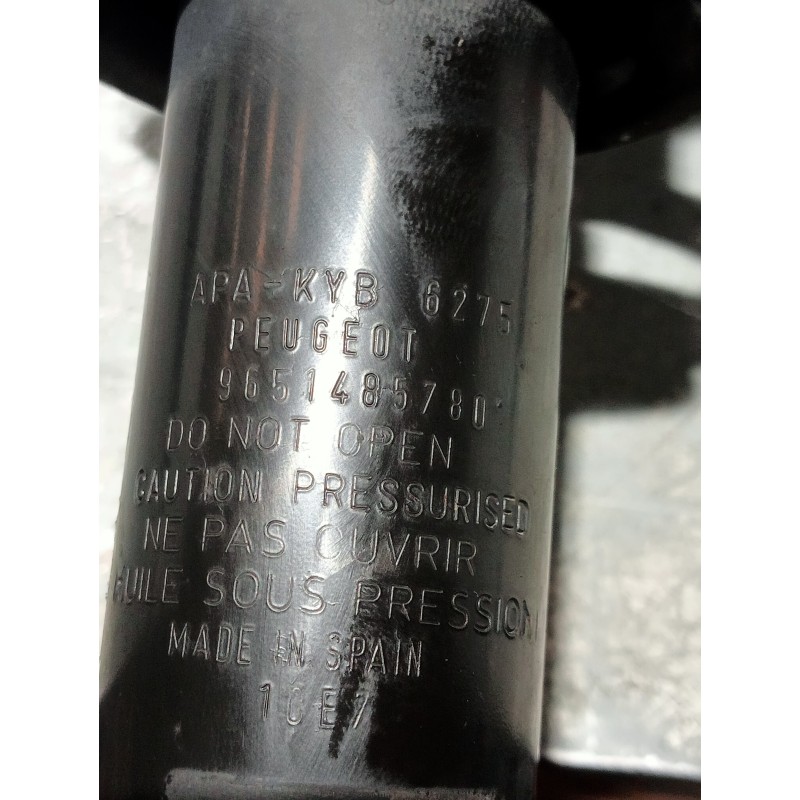 APA-KYB 6275
PEUGEOT
9651485780
DO NOT OPEN
CAUTION PRESSURISED
NE PAS OUVRIR
HUILE SOUS PRESSION
MADE IN SPAIN
1CE7